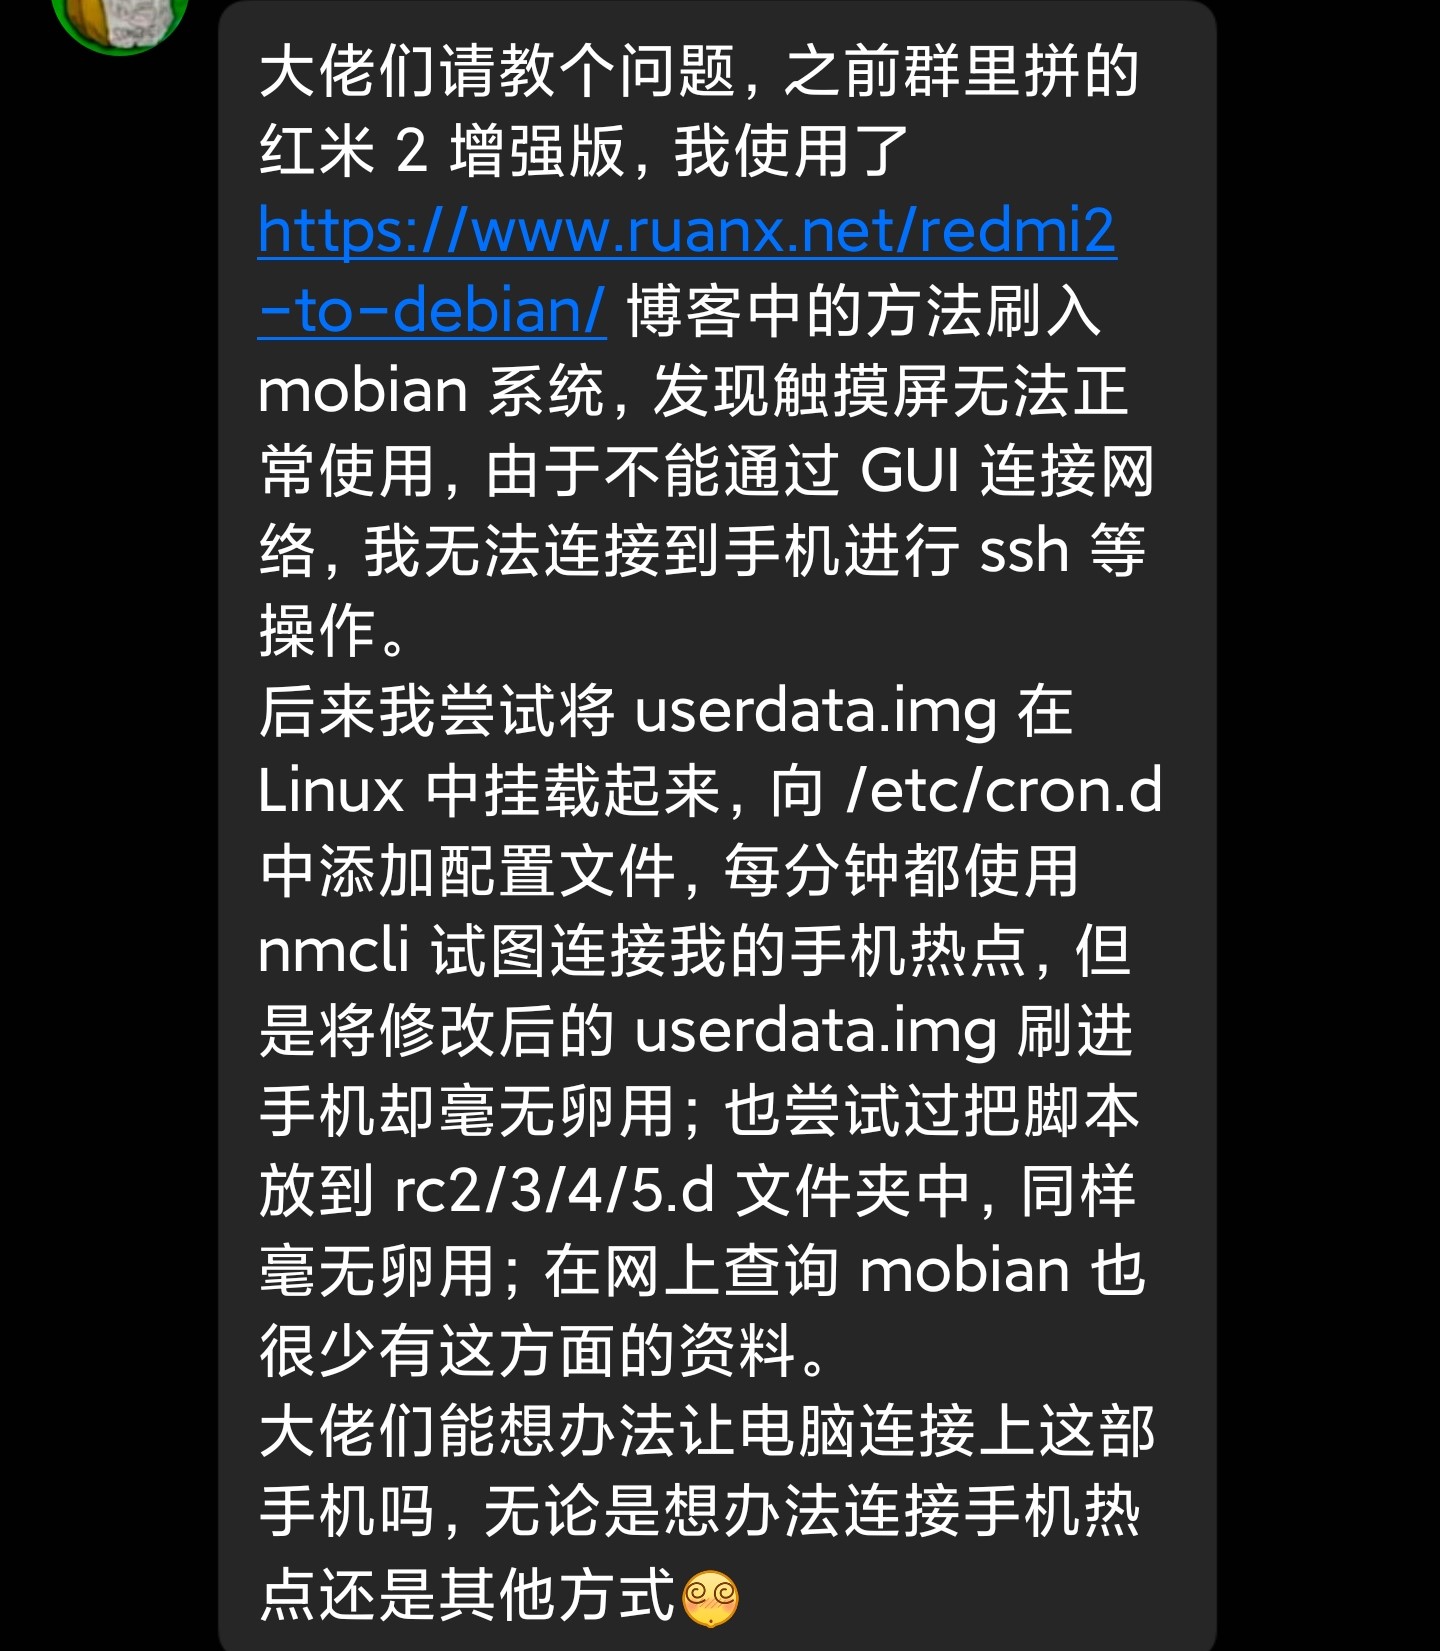 大佬们请教个问题，之前群里拼的
红米 2 增强版，我使用了
https://www.ruanx.net/redmi2
-to-debian/ 博客中的方法刷入
mobian 系统，发现触摸屏无法正
常使用，由于不能通过 GUI 连接网
络，我无法连接到手机进行 ssh 等
操作。
后来我尝试将 userdata.img 在
Linux 中挂载起来，向 /etc/cron.d
中添加配置文件，每分钟都使用
nmcli 试图连接我的手机热点，但
是将修改后的 userdata.img 刷进
手机却毫无卵用；也尝试过把脚本
放到 rc2/3/4/5.d 文件夹中，同样
毫无卵用；在网上查询 mobian 也
很少有这方面的资料。
大佬们能想办法让电脑连接上这部
手机吗，无论是想办法连接手机热
点还是其他方式